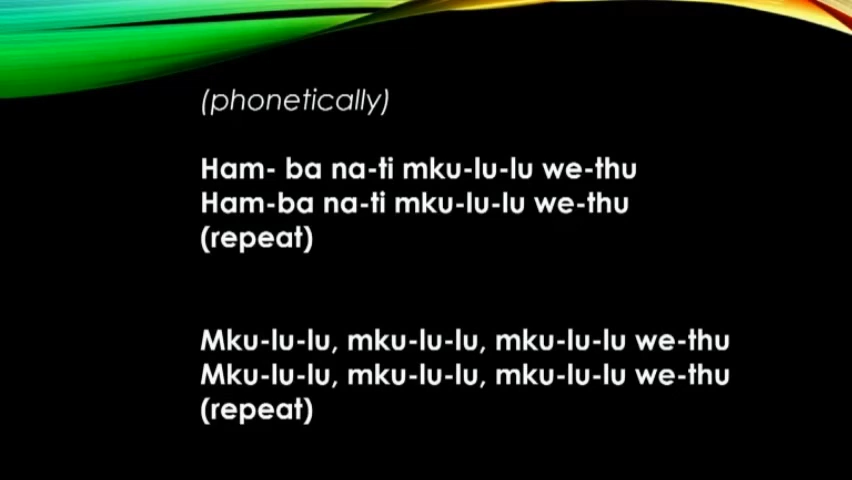 (phonetically)
Ham- ba na-ti mku-lu-lu we-thu
Ham-ba na-ti mku-lu-lu we-thu
(repeat)
Mku-lu-lu, mku-lu-lu, mku-lu-lu we-thu
Mku-lu-lu, mku-lu-lu, mku-lu-lu we-thu
(repeat)